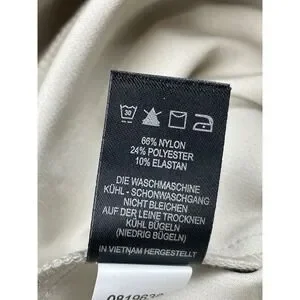 30
66% NYLON
24% POLYESTER
10% ELASTAN
DIE WASCHMASCHINE
KÜHL - SCHONWASCHGANG
NICHT BLEICHEN
AUF DER LEINE TROCKNEN
KÜHL BÜGELN
(NIEDRIG BÜGELN)
IN VIETNAM HERGESTELLT